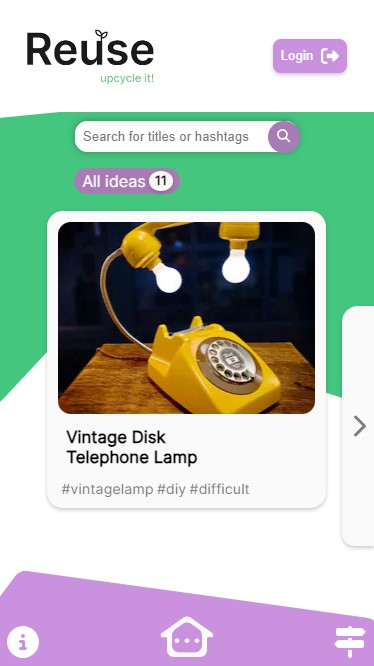 Reuse
upcycle it!
Login
Search for titles or hashtags
All ideas 11
Vintage Disk
Telephone Lamp
#vintagelamp #diy #difficult